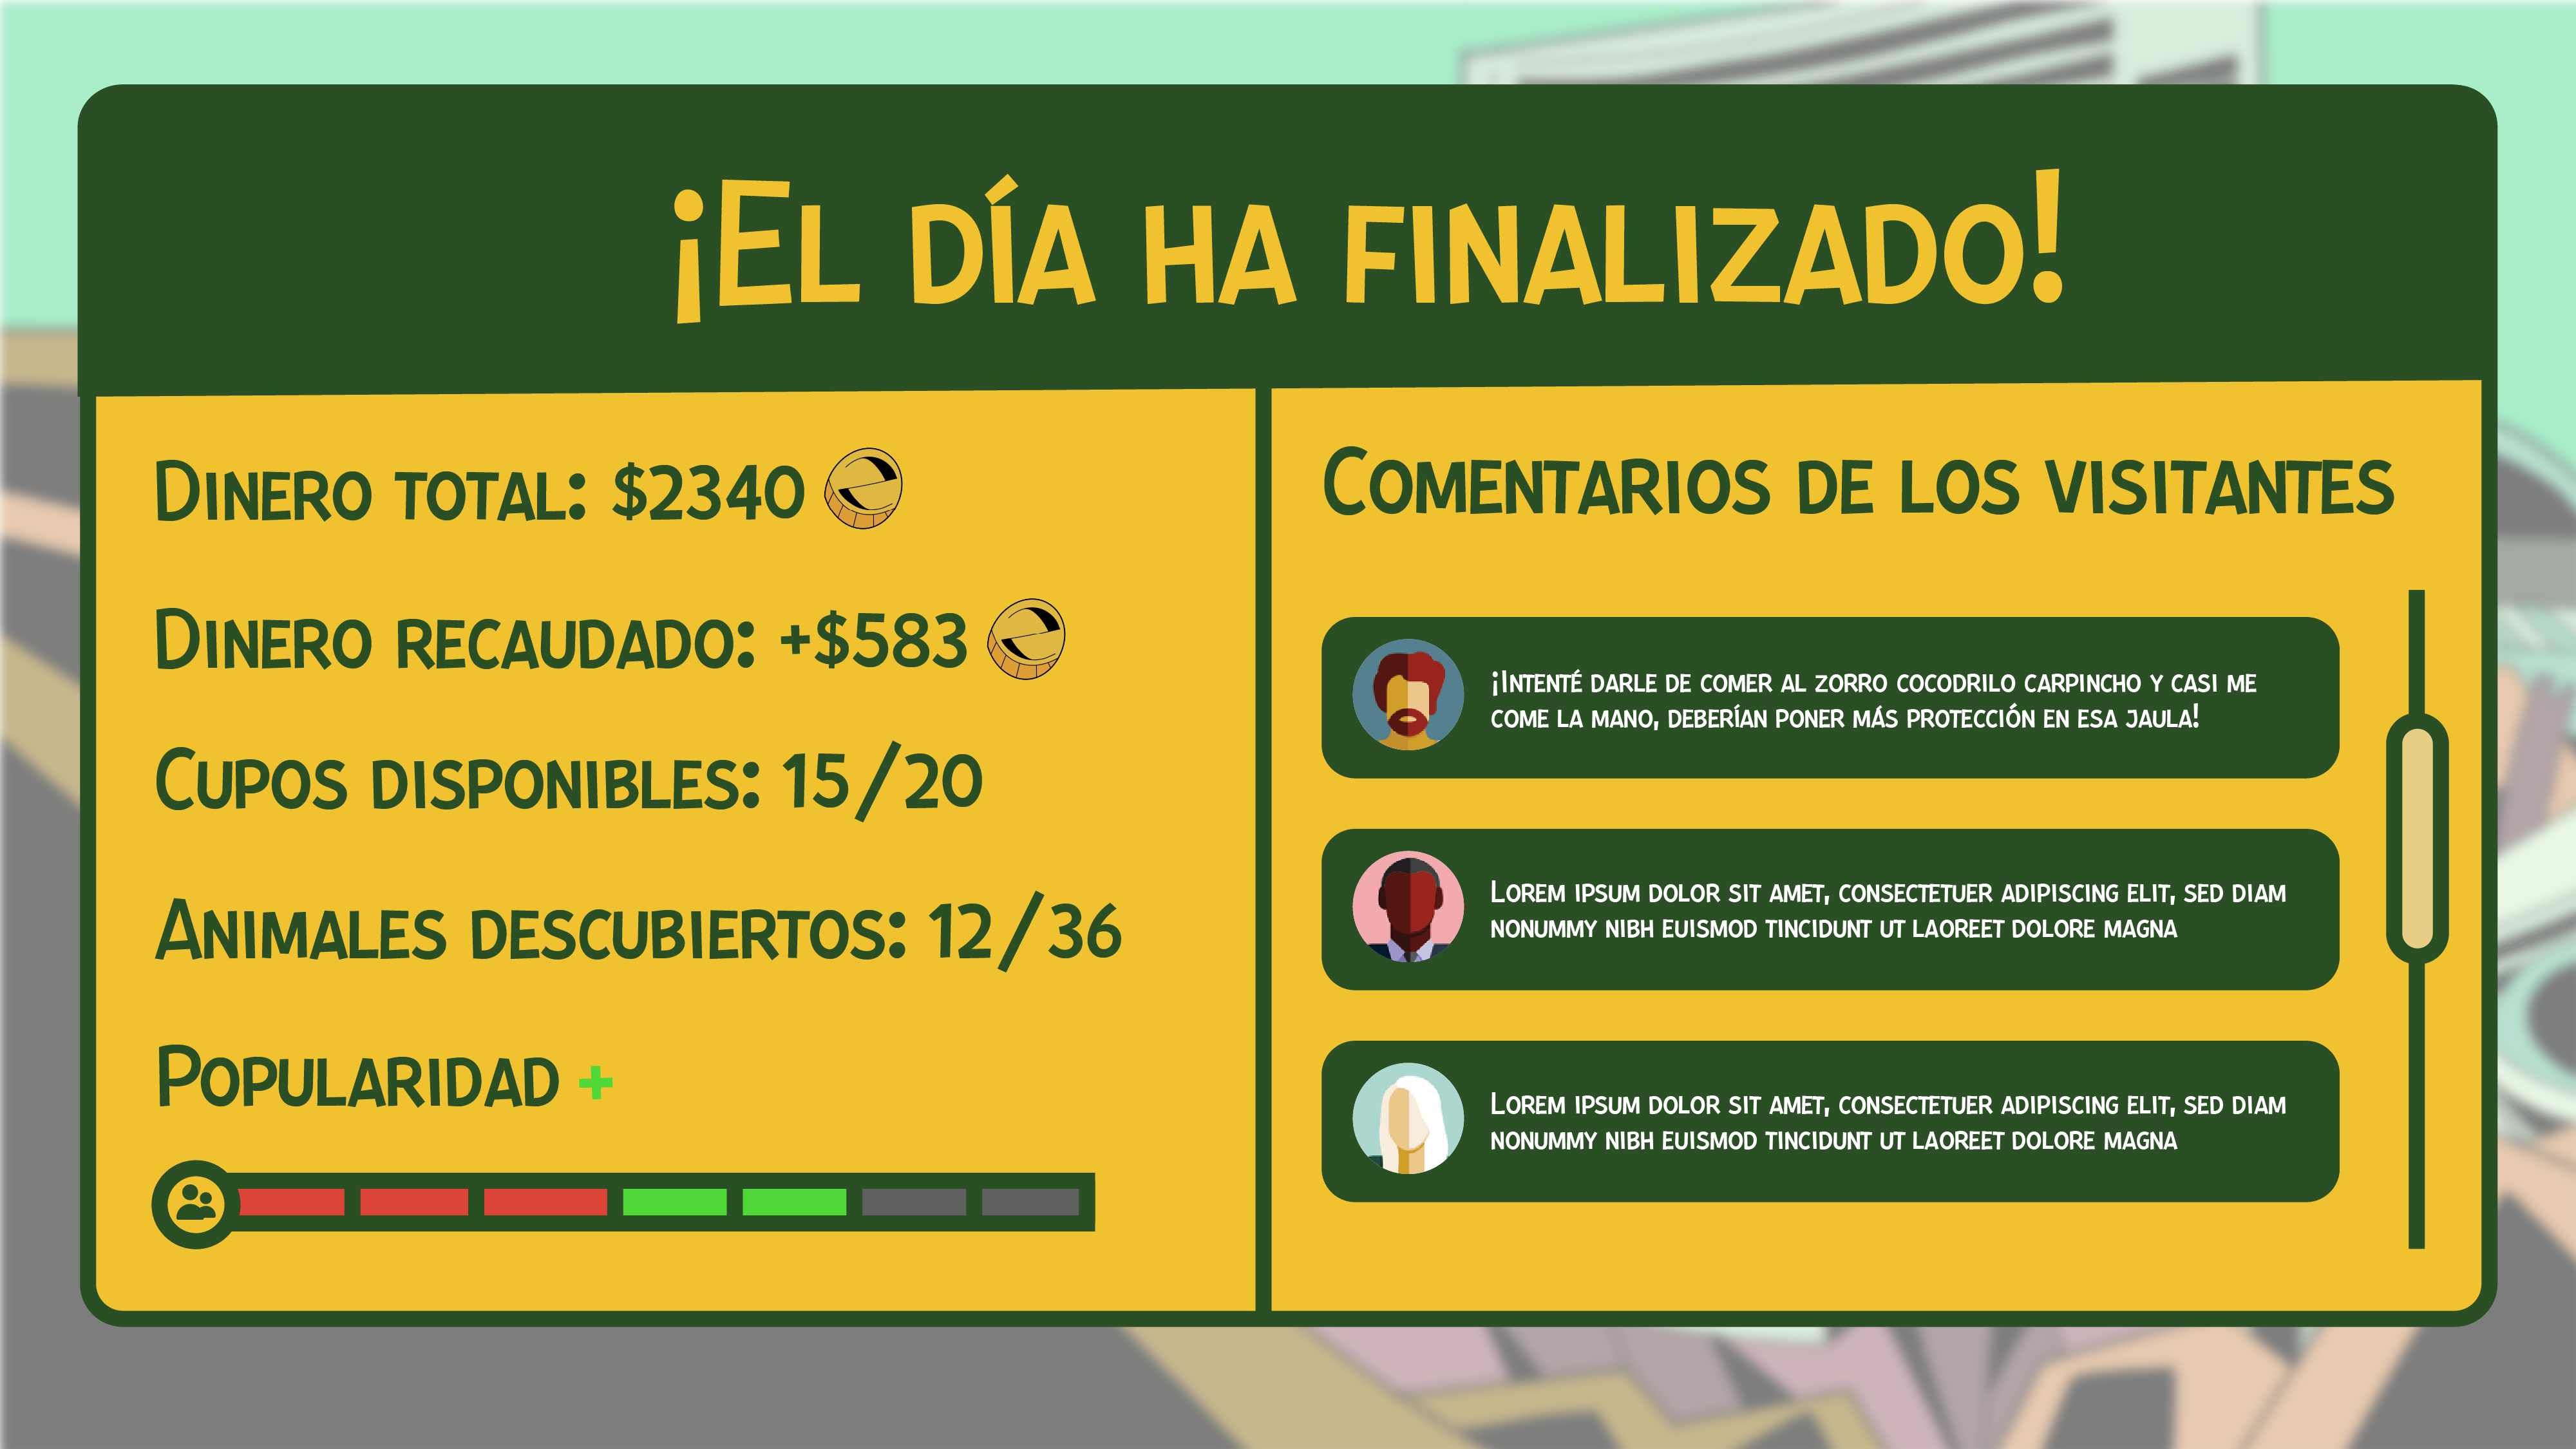 ¡El día ha finalizado!
Dinero total: $2340
Dinero recaudado: +$583
Cupos disponibles: 15/20
Animales descubiertos: 12/36
Popularidad +
Comentarios de los visitantes
¡Intenté darle de comer al zorro cocodrilo carpincho y casi me
come la mano, deberían poner más protección en esa jaula!
Lorem ipsum dolor sit amet, consectetuer adipiscing elit, sed diam
nonummy nibh euismod tincidunt ut laoreet dolore magna
Lorem ipsum dolor sit amet, consectetuer adipiscing elit, sed diam
nonummy nibh euismod tincidunt ut laoreet dolore magna